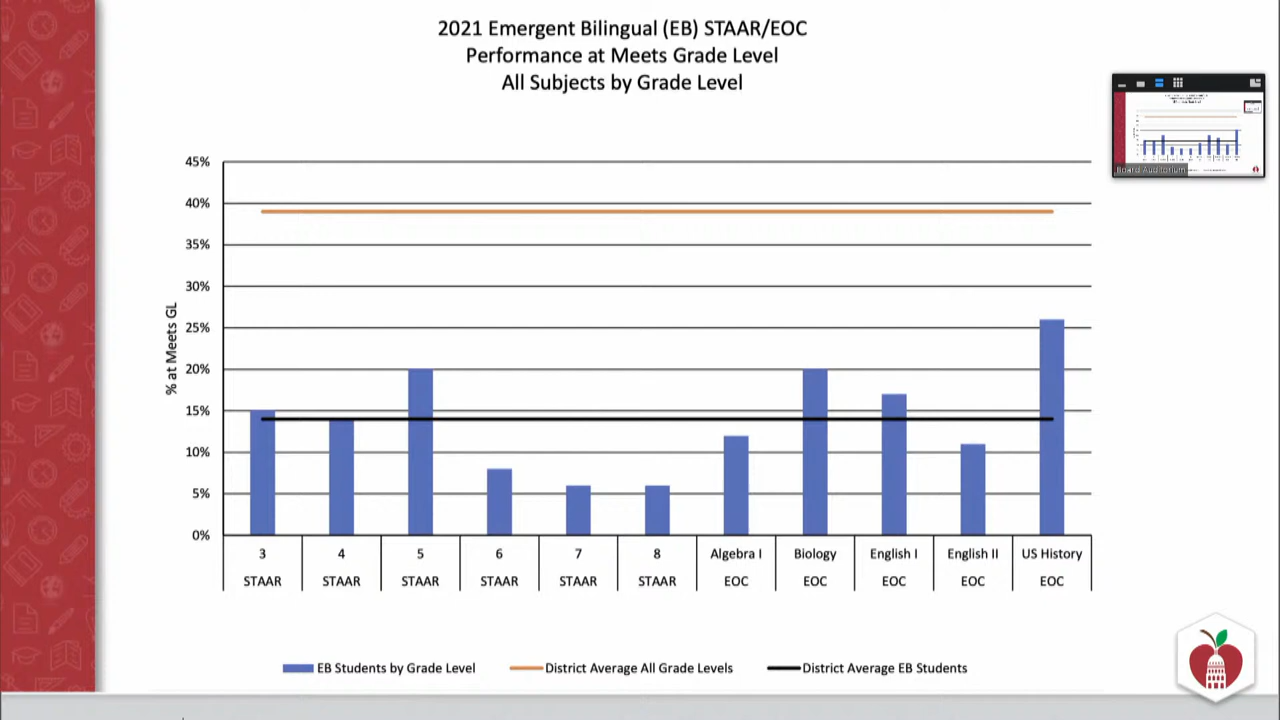 2021 Emergent Bilingual (EB) STAAR/EOC
Performance at Meets Grade Level
All Subjects by Grade Level
45%
40%
35%
30%
25%
20%
15%
10%
5%
0%
% at Meets GL
3 4 5 6 7 8 Algebra I Biology English I English II US History
STAAR STAAR STAAR STAAR STAAR STAAR EOC EOC EOC EOC EOC
EB Students by Grade Level District Average All Grade Levels District Average EB Students
Board Auditorium